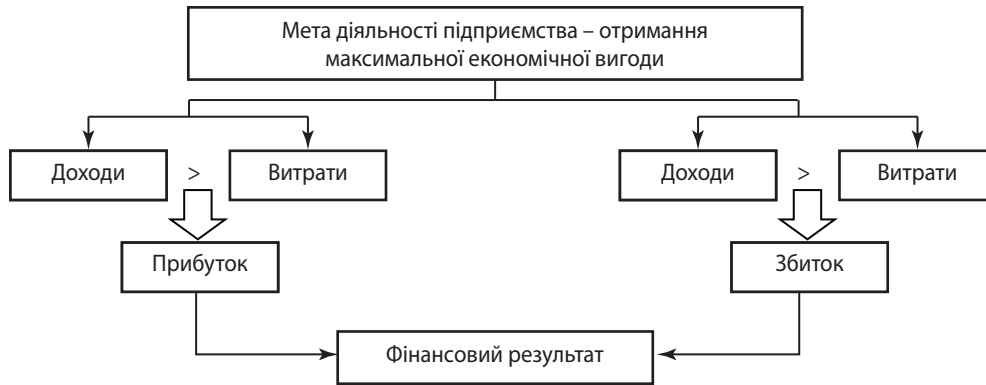 Мета діяльності підприємства – отримання
максимальної економічної вигоди
Доходи > Витрати
Доходи > Витрати
Прибуток
Збиток
Фінансовий результат